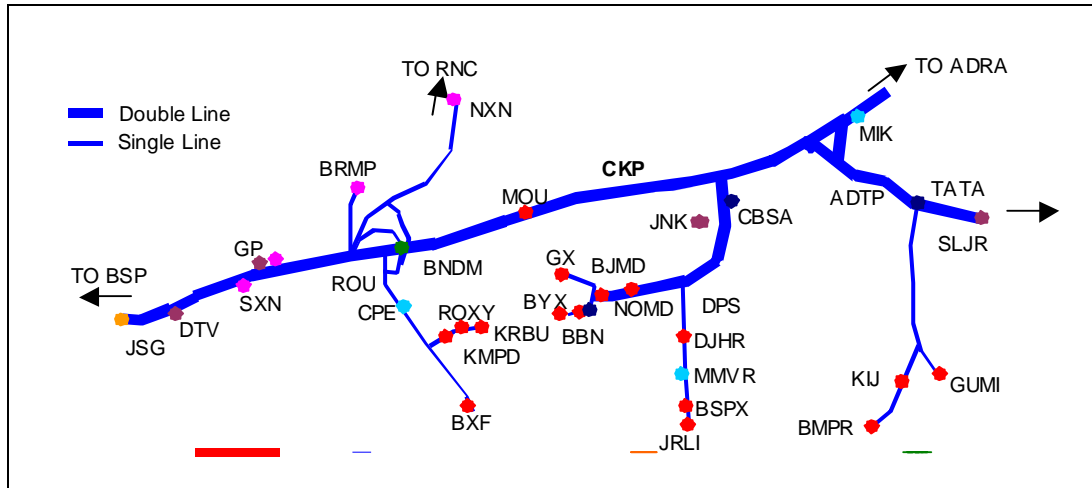 TO RNC
TO ADRA
NXN
Double Line
Single Line
MIK
BRMP
CKP
MOU
ADTP
TATA
JNK
CBSA
SLJR
GP
TO BSP
SXN
ROU
BNDM
GX
BJMD
BYX
NOMD
DPS
JSG
DTV
CPE
ROXY
KRBU
BBN
KMPD
DJHR
MMVR
KIJ
GUMI
BXF
BSPX
BMPR
JRLI